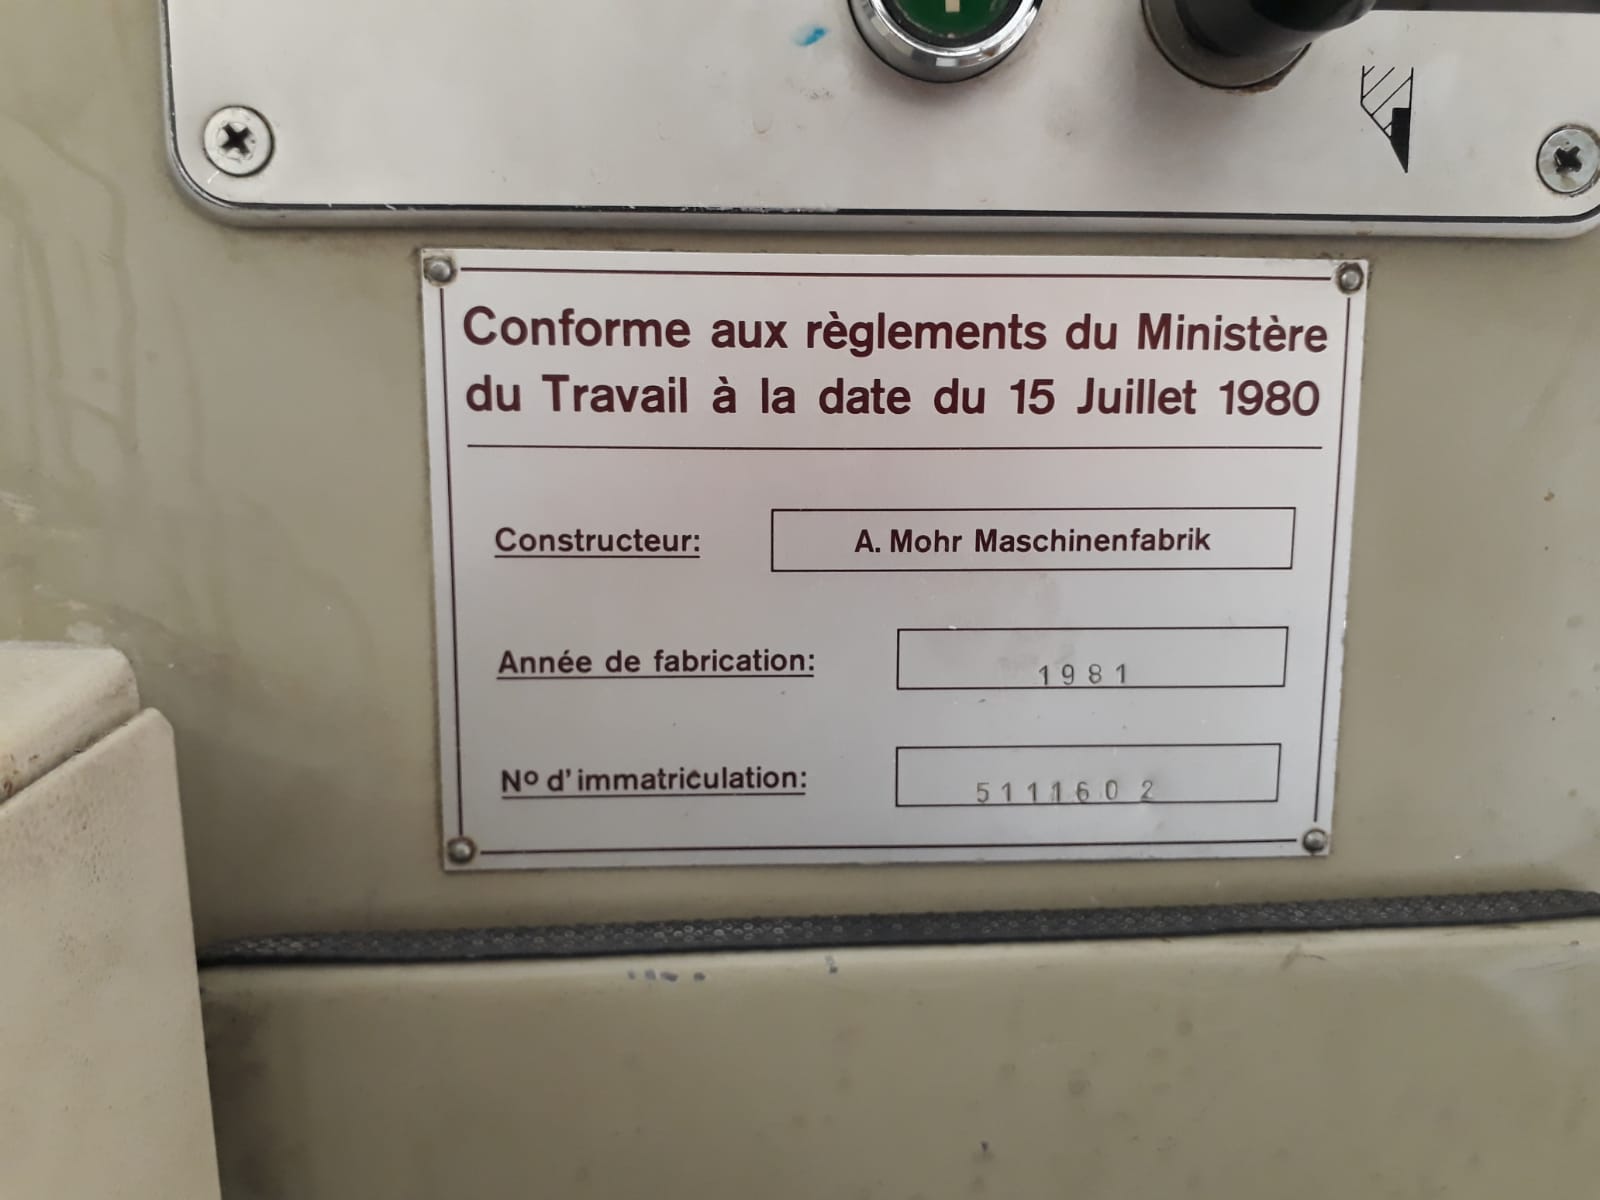 Conforme aux règlements du Ministère
du Travail à la date du 15 Juillet 1980
Constructeur: A. Mohr Maschinenfabrik
Année de fabrication: 1981
Nº d'immatriculation: 5111602